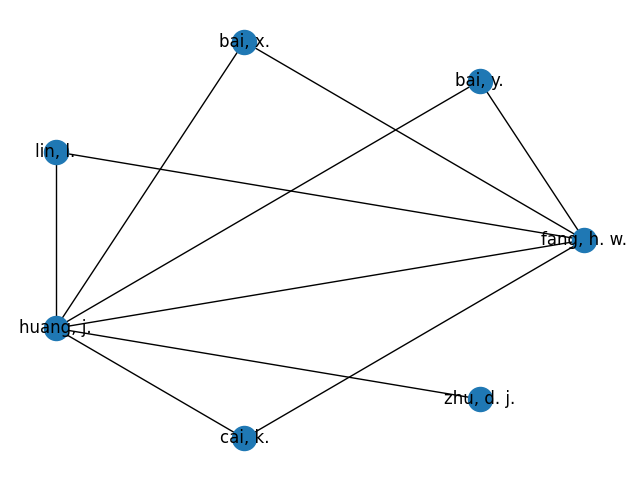 bai, x.
bai, y.
lin, l.
fang, h. w.
huang, j.
zhu, d. j.
cai, k.